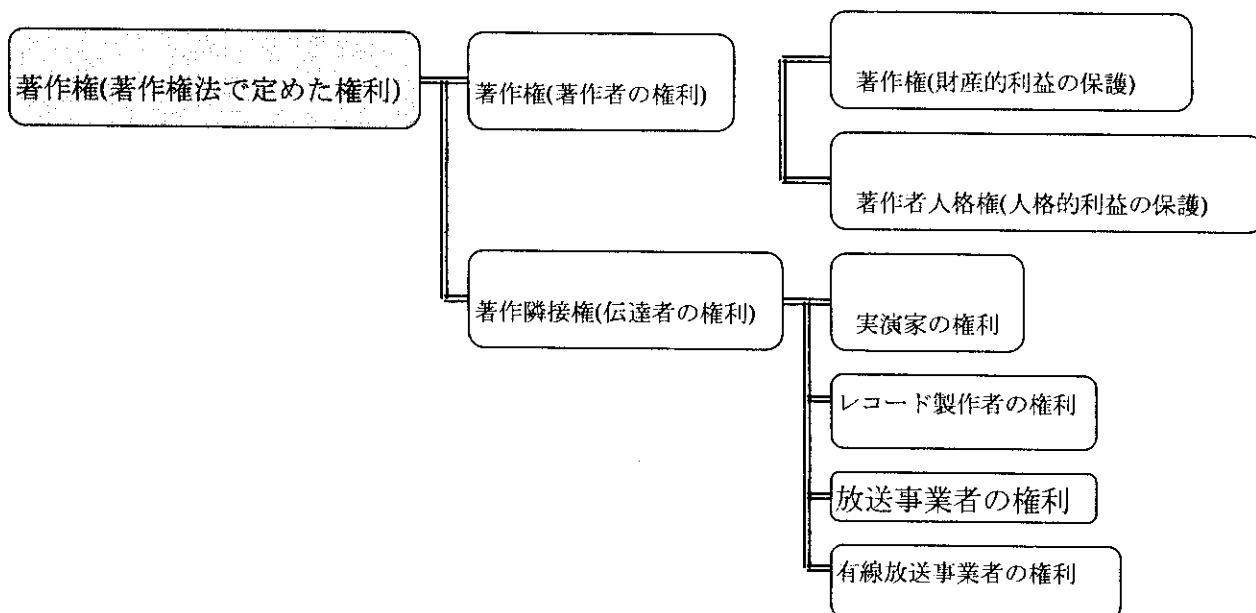 著作権(著作権法で定めた権利)
著作権(著作者の権利)
著作権(財産的利益の保護)
著作者人格権(人格的利益の保護)
著作隣接権(伝達者の権利)
実演家の権利
レコード製作者の権利
放送事業者の権利
有線放送事業者の権利